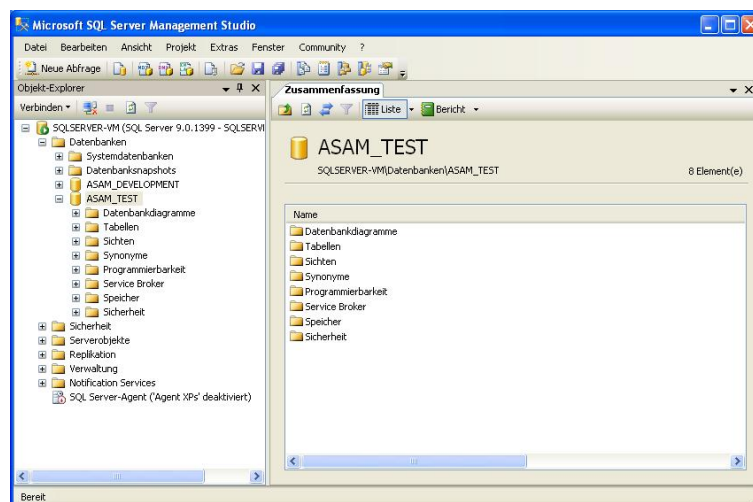 Microsoft SQL Server Management Studio
Datei Bearbeiten Ansicht Projekt Extras Fenster Community ?
Neue Abfrage
Objekt-Explorer
Verbinden
SQLSERVER-VM (SQL Server 9.0.1399 - SQLSERVI
Datenbanken
Systemdatenbanken
Datenbanksnapshots
ASAM_DEVELOPMENT
ASAM_TEST
Datenbankdiagramme
Tabellen
Sichten
Synonyme
Programmierbarkeit
Service Broker
Speicher
Sicherheit
Sicherheit
Serverobjekte
Replikation
Verwaltung
Notification Services
SQL Server-Agent ('Agent XPs' deaktiviert)
Zusammenfassung
Liste Bericht
ASAM_TEST
SQLSERVER-VM\Datenbanken\ASAM_TEST 8 Element(e)
Name
Datenbankdiagramme
Tabellen
Sichten
Synonyme
Programmierbarkeit
Service Broker
Speicher
Sicherheit
Bereit